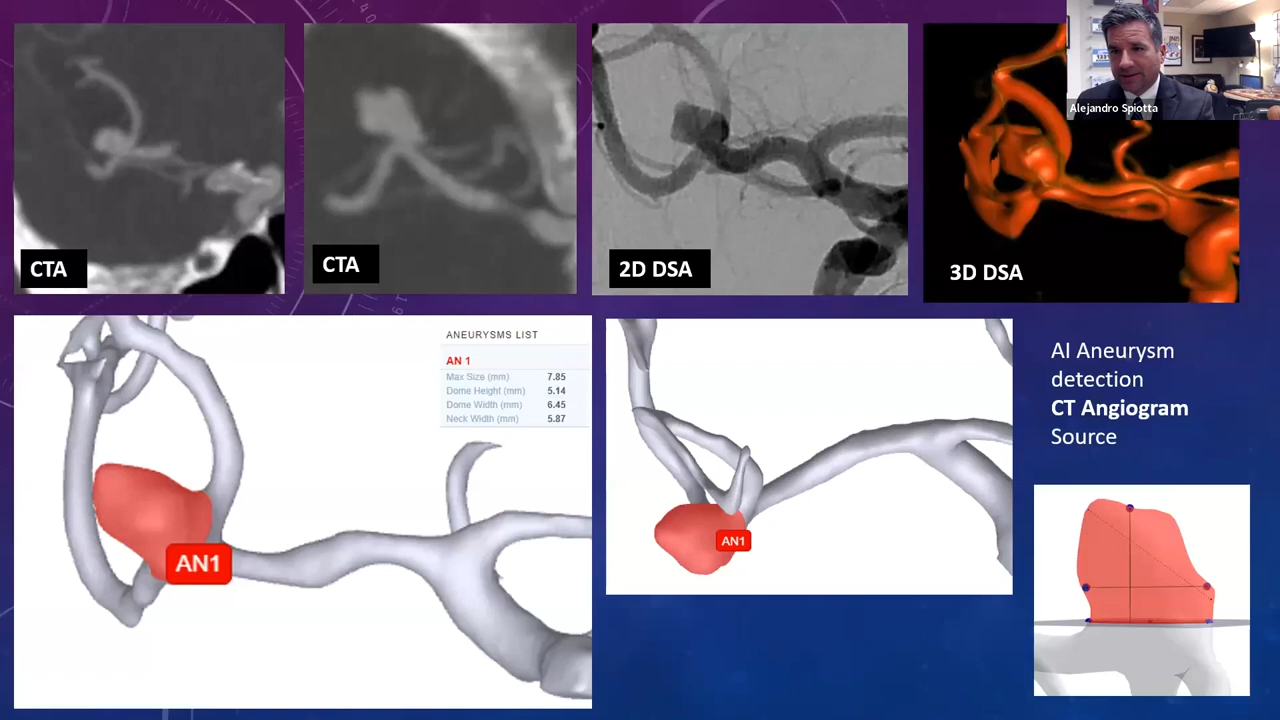 Alejandro Spiotta
CTA
CTA
2D DSA
3D DSA
ANEURYSMS LIST
AN 1
Max Size (mm) 7.85
Dome Height (mm) 5.14
Dome Width (mm) 6.45
Neck Width (mm) 5.87
AN1
AN1
AI Aneurysm
detection
CT Angiogram
Source